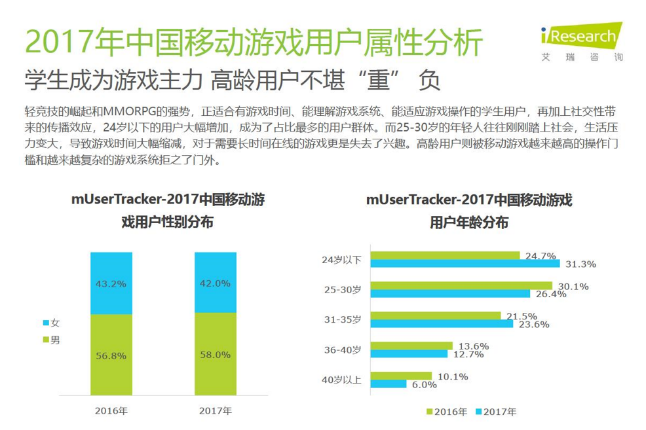 2017年中国移动游戏用户属性分析
iResearch
艾瑞咨询
学生成为游戏主力 高龄用户不堪“重” 负
轻竞技的崛起和MMORPG的强势，正适合有游戏时间、能理解游戏系统、能适应游戏操作的学生用户，再加上社交性带
来的传播效应，24岁以下的用户大幅增加，成为了占比最多的用户群体。而25-30岁的年轻人往往刚刚踏上社会，生活压
力变大，导致游戏时间大幅缩减，对于需要长时间在线的游戏更是失去了兴趣。高龄用户则被移动游戏越来越高的操作门
槛和越来越复杂的游戏系统拒之了门外。
mUserTracker-2017中国移动游
戏用户性别分布
43.2%
42.0%
女
男
56.8%
58.0%
2016年
2017年
mUserTracker-2017中国移动游戏
用户年龄分布
24岁以下
24.7%
31.3%
25-30岁
30.1%
26.4%
31-35岁
21.5%
23.6%
36-40岁
13.6%
12.7%
40岁以上
10.1%
6.0%
2016年
2017年